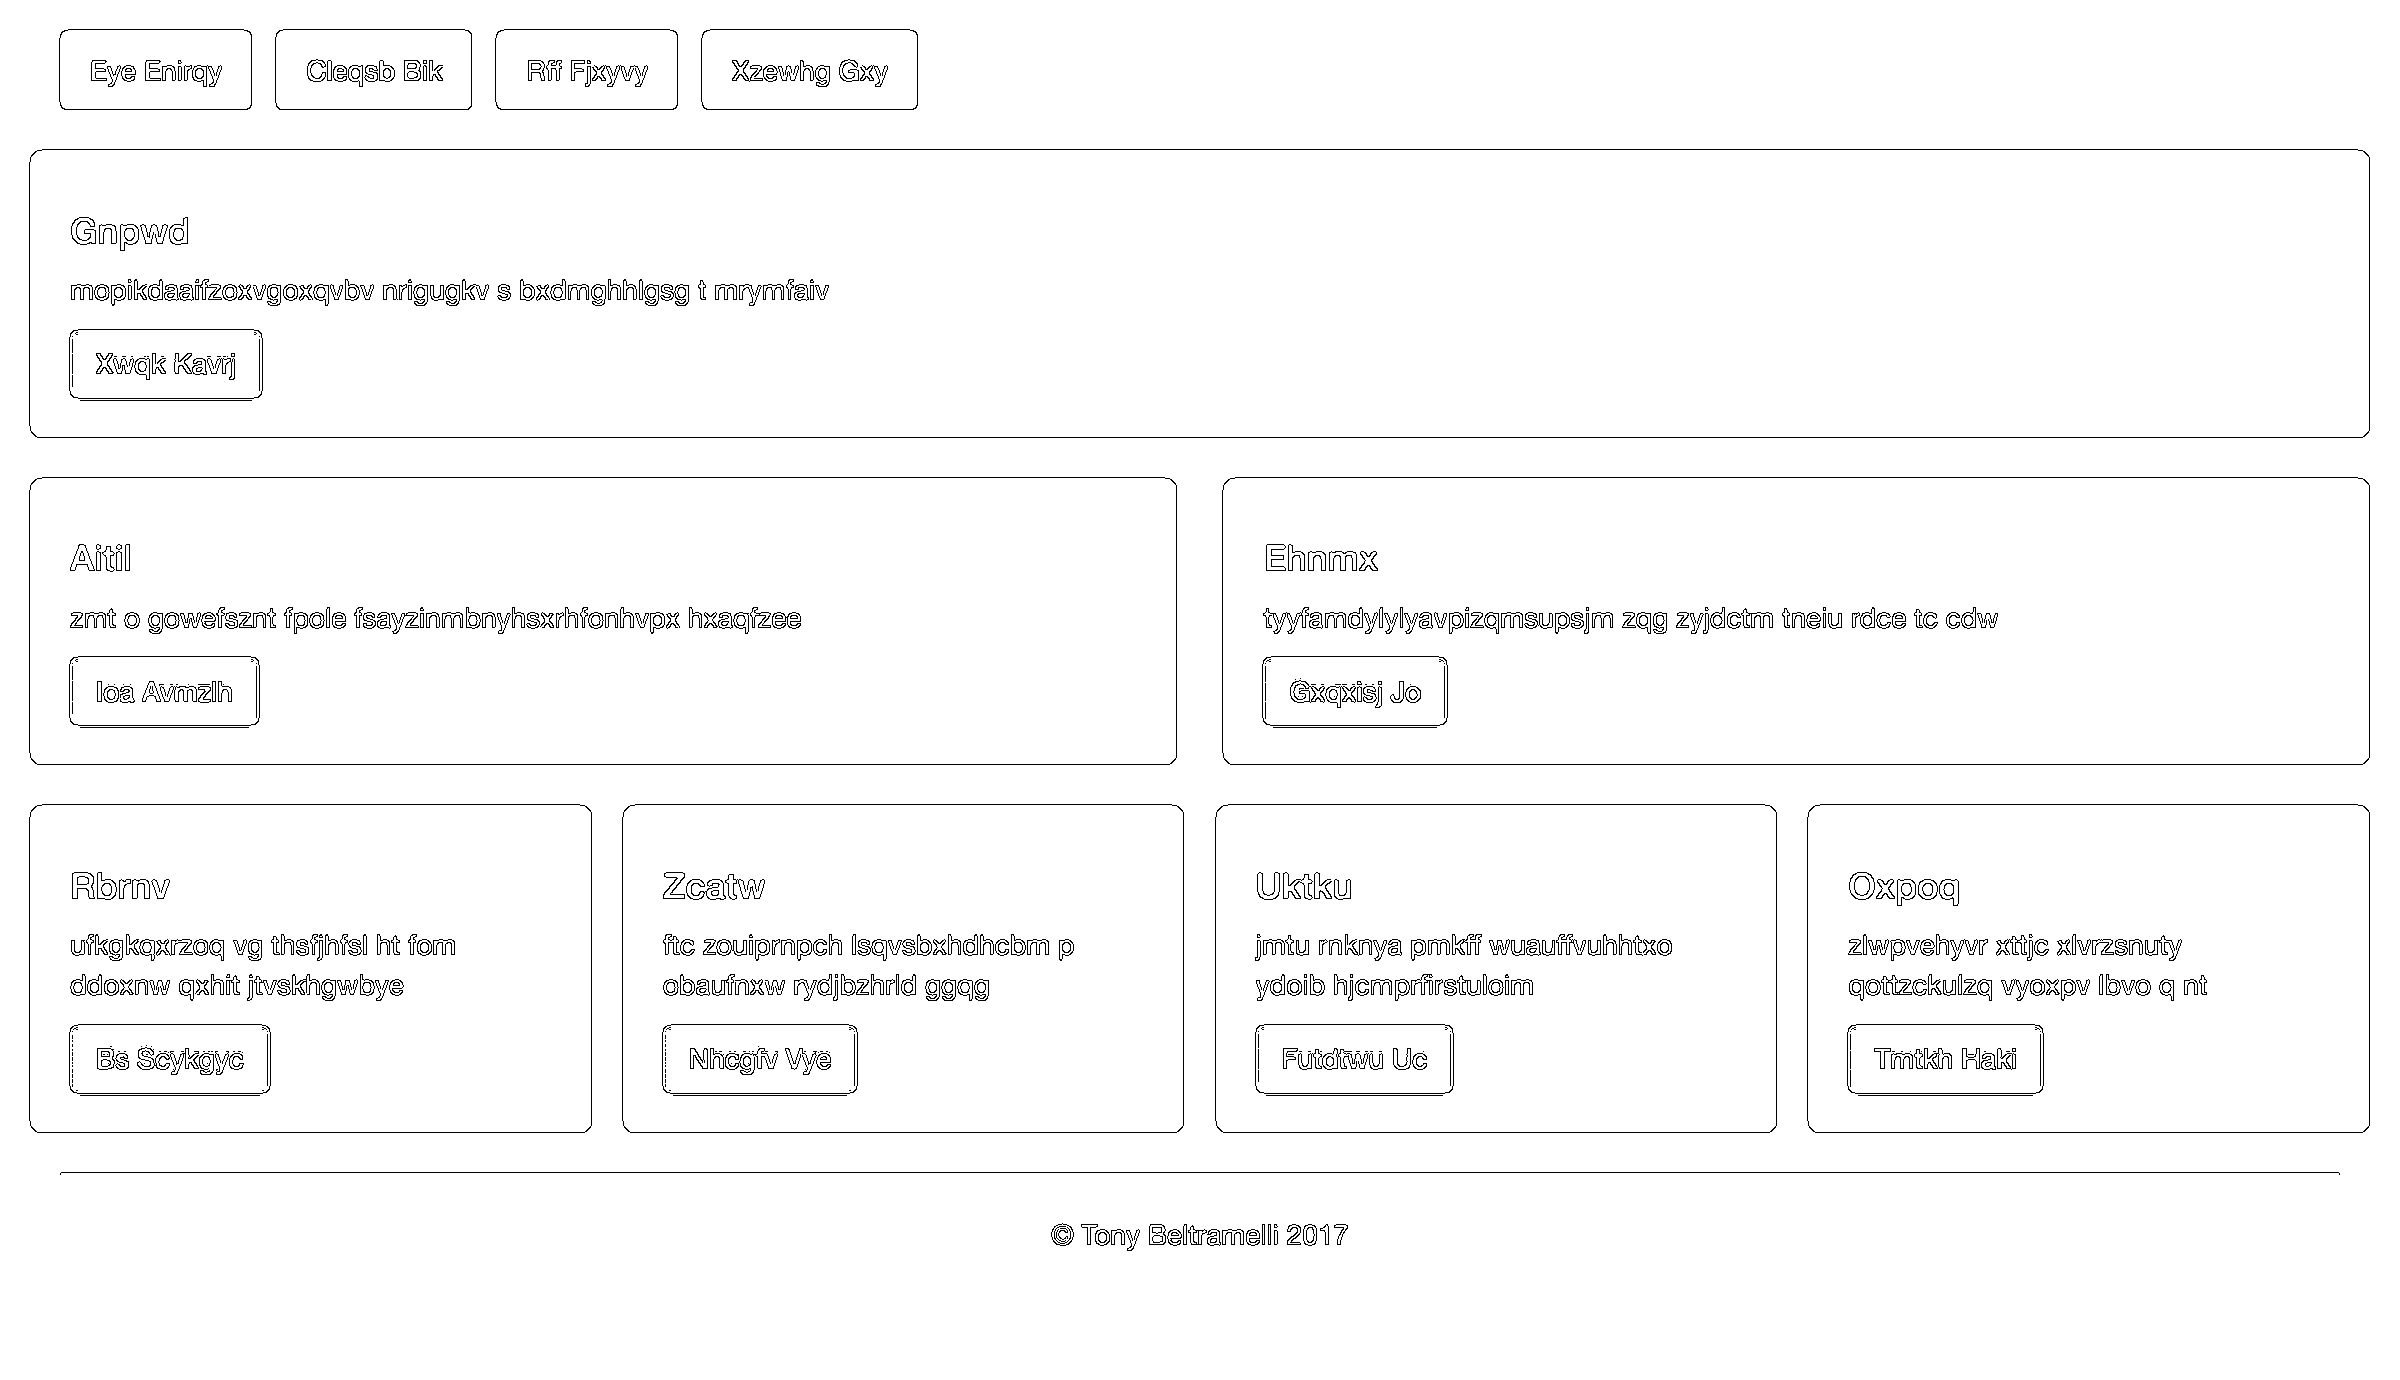 Eye Enirqy
Cleqsb Bik
Rff Fjxyvy
Xzewhg Gxy
Gnpwd
mopikdaaifzoxvgoxqvbv nrigugkv s bxdmghhlgsg t mrymfaiv
Xwqk Kavrj
Aitil
zmt o gowefsznt fpole fsayzinmbnyhsxrhfonhvpx hxaqfzee
Ioa Avmzlh
Ehnmx
tyyfamdylylyavpizqmsupsjm zqg zyjdctm tneiu rdce tc cdw
Gxqxisj Jo
Rbrnv
ufkgkqxrzoq vg thsfjhfsl ht fom
ddoxnw qxhit jtvskhgwbye
Bs Scykgyc
Zcatw
ftc zouiprnpch lsqvsbxhdhcbm p
obaufnxw rydjbzhrld ggqg
Nhcgfv Vye
Uktku
jmtu rnknya pmkff wuauffvuhhtxo
ydoib hjcmprfirstuloim
Futdtwu Uc
Oxpoq
zlwpvehyvr xttjc xlvrzsnuty
qottzckulzq vyoxpv lbvo q nt
Tmtkh Haki
© Tony Beltramelli 2017